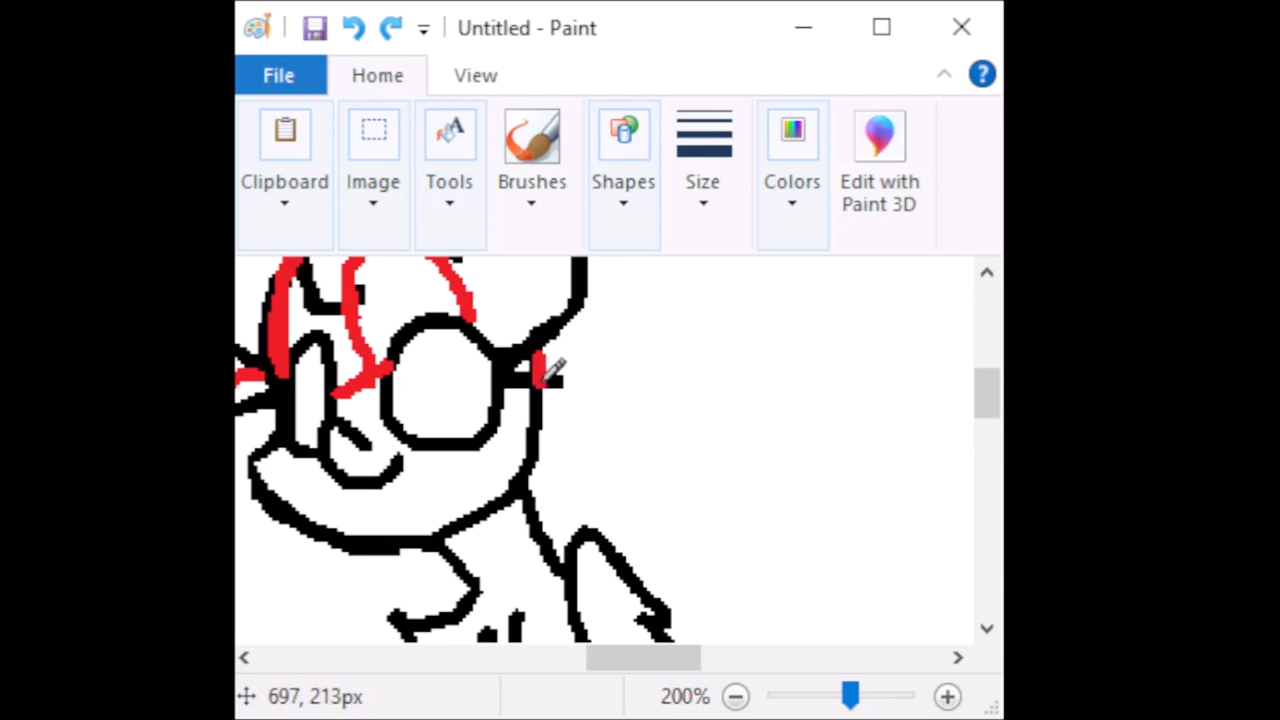 Untitled - Paint
File Home View ?
Clipboard Image Tools Brushes Shapes Size Colors Edit with
Paint 3D
697, 213px 200%